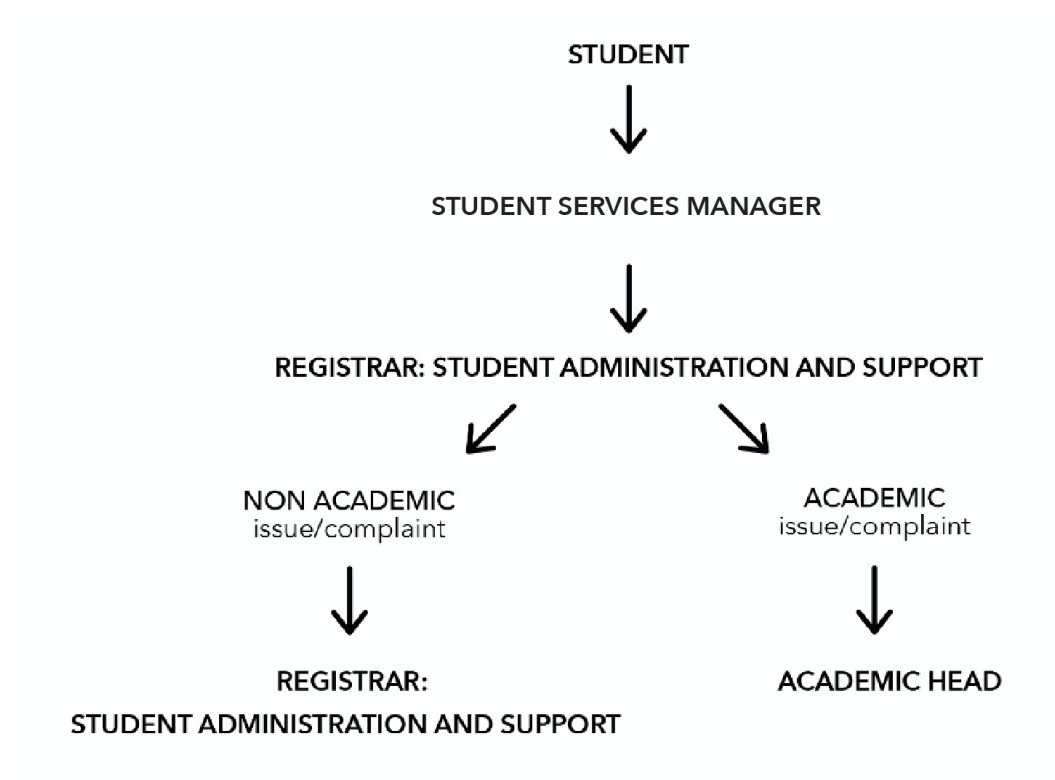 STUDENT
STUDENT SERVICES MANAGER
REGISTRAR: STUDENT ADMINISTRATION AND SUPPORT
NON ACADEMIC
issue/complaint
ACADEMIC
issue/complaint
REGISTRAR:
STUDENT ADMINISTRATION AND SUPPORT
ACADEMIC HEAD